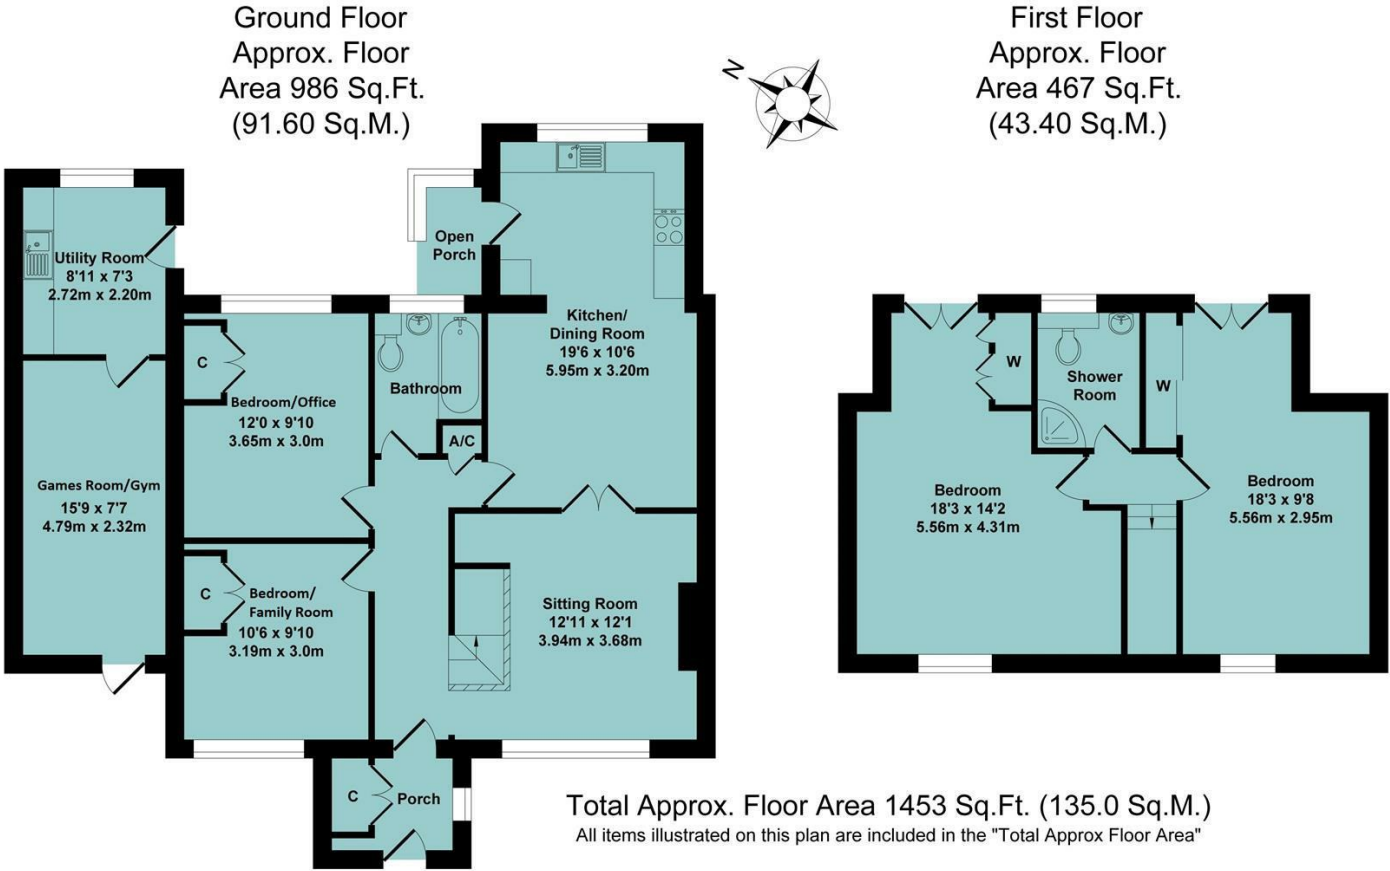 Ground Floor
Approx. Floor
Area 986 Sq.Ft.
(91.60 Sq.M.)
N
First Floor
Approx. Floor
Area 467 Sq.Ft.
(43.40 Sq.M.)
Utility Room
8'11 x 7'3
2.72m x 2.20m
Open
Porch
Kitchen/
Dining Room
19'6 x 10'6
5.95m x 3.20m
C
Bedroom/Office
12'0 x 9'10
3.65m x 3.0m
Bathroom
A/C
Games Room/Gym
15'9 x 7'7
4.79m x 2.32m
C
Bedroom/
Family Room
10'6 x 9'10
3.19m x 3.0m
Sitting Room
12'11 x 12'1
3.94m x 3.68m
C
Porch
W
Shower
Room
W
Bedroom
18'3 x 14'2
5.56m x 4.31m
Bedroom
18'3 x 9'8
5.56m x 2.95m
Total Approx. Floor Area 1453 Sq.Ft. (135.0 Sq.M.)
All items illustrated on this plan are included in the "Total Approx Floor Area"